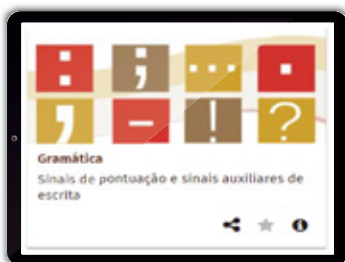 : ; ... .
, - ! ?
Gramática
Sinais de pontuação e sinais auxiliares de
escrita